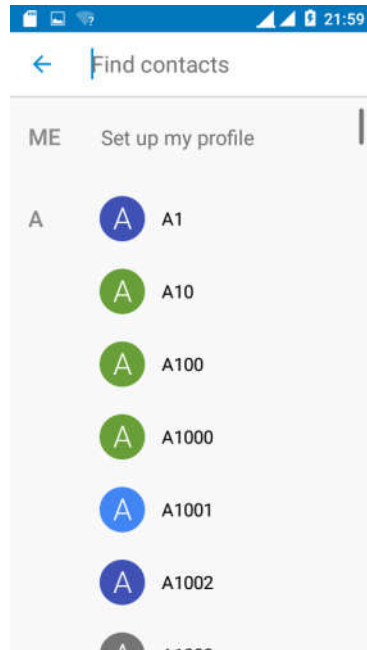 21:59
Find contacts
ME Set up my profile
A A A1
A A10
A A100
A A1000
A A1001
A A1002